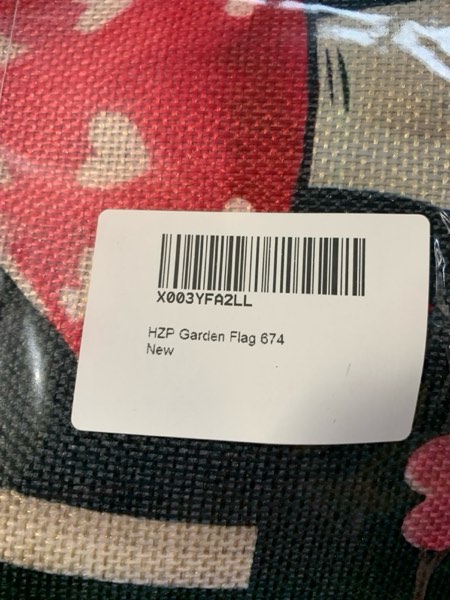 X003YFA2LL
HZP Garden Flag 674
New